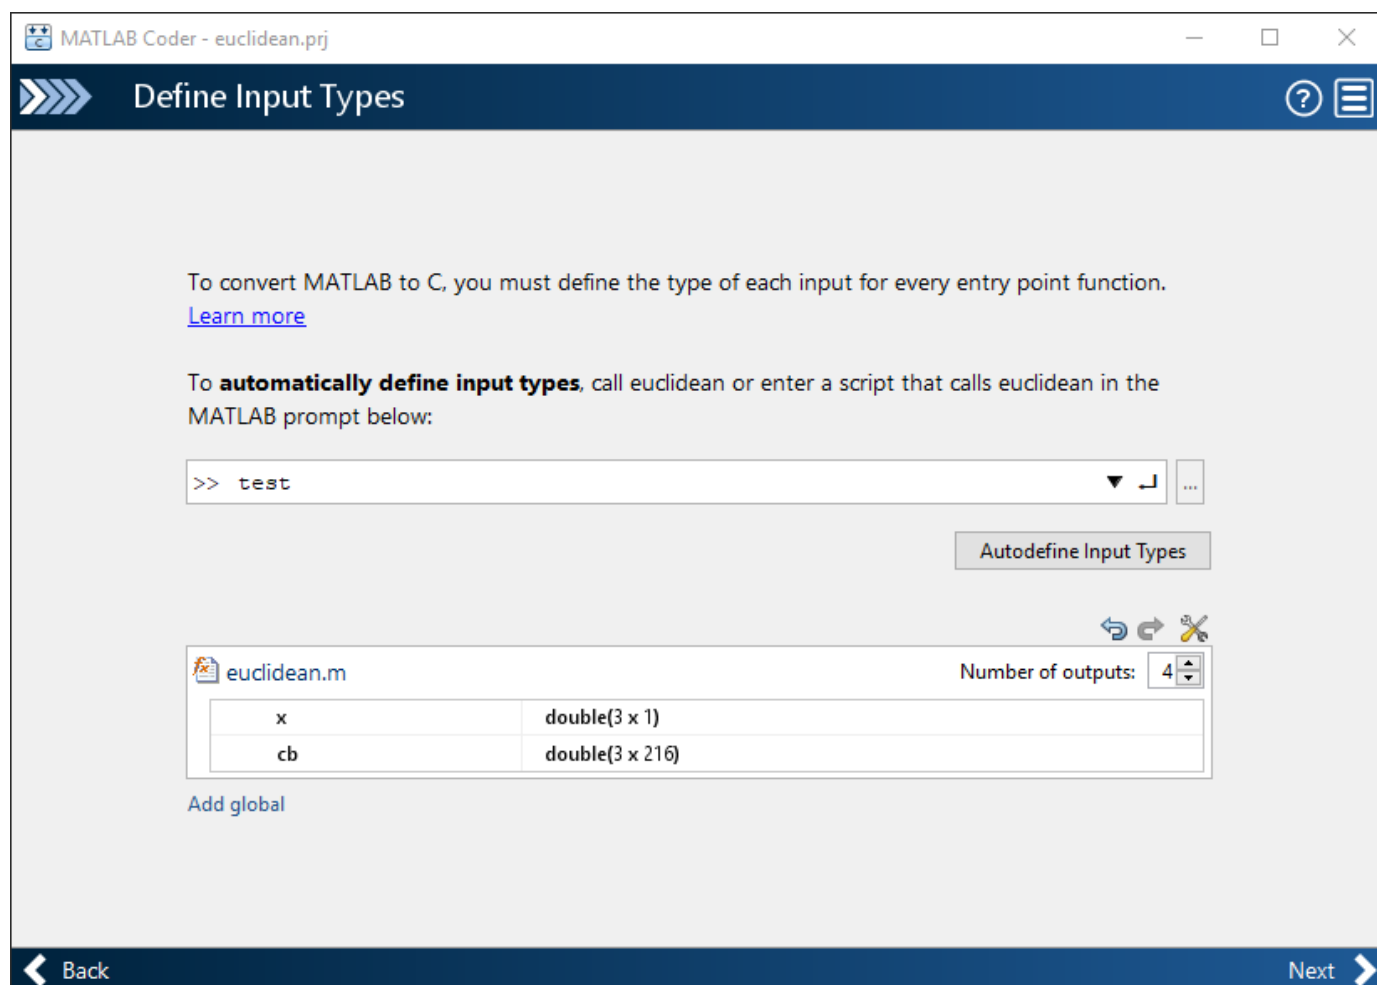 MATLAB Coder - euclidean.prj
Define Input Types
To convert MATLAB to C, you must define the type of each input for every entry point function.
Learn more
To automatically define input types, call euclidean or enter a script that calls euclidean in the
MATLAB prompt below:
>> test
...
Autodefine Input Types
euclidean.m Number of outputs: 4
x double(3 x 1)
cb double(3 x 216)
Add global
Back Next